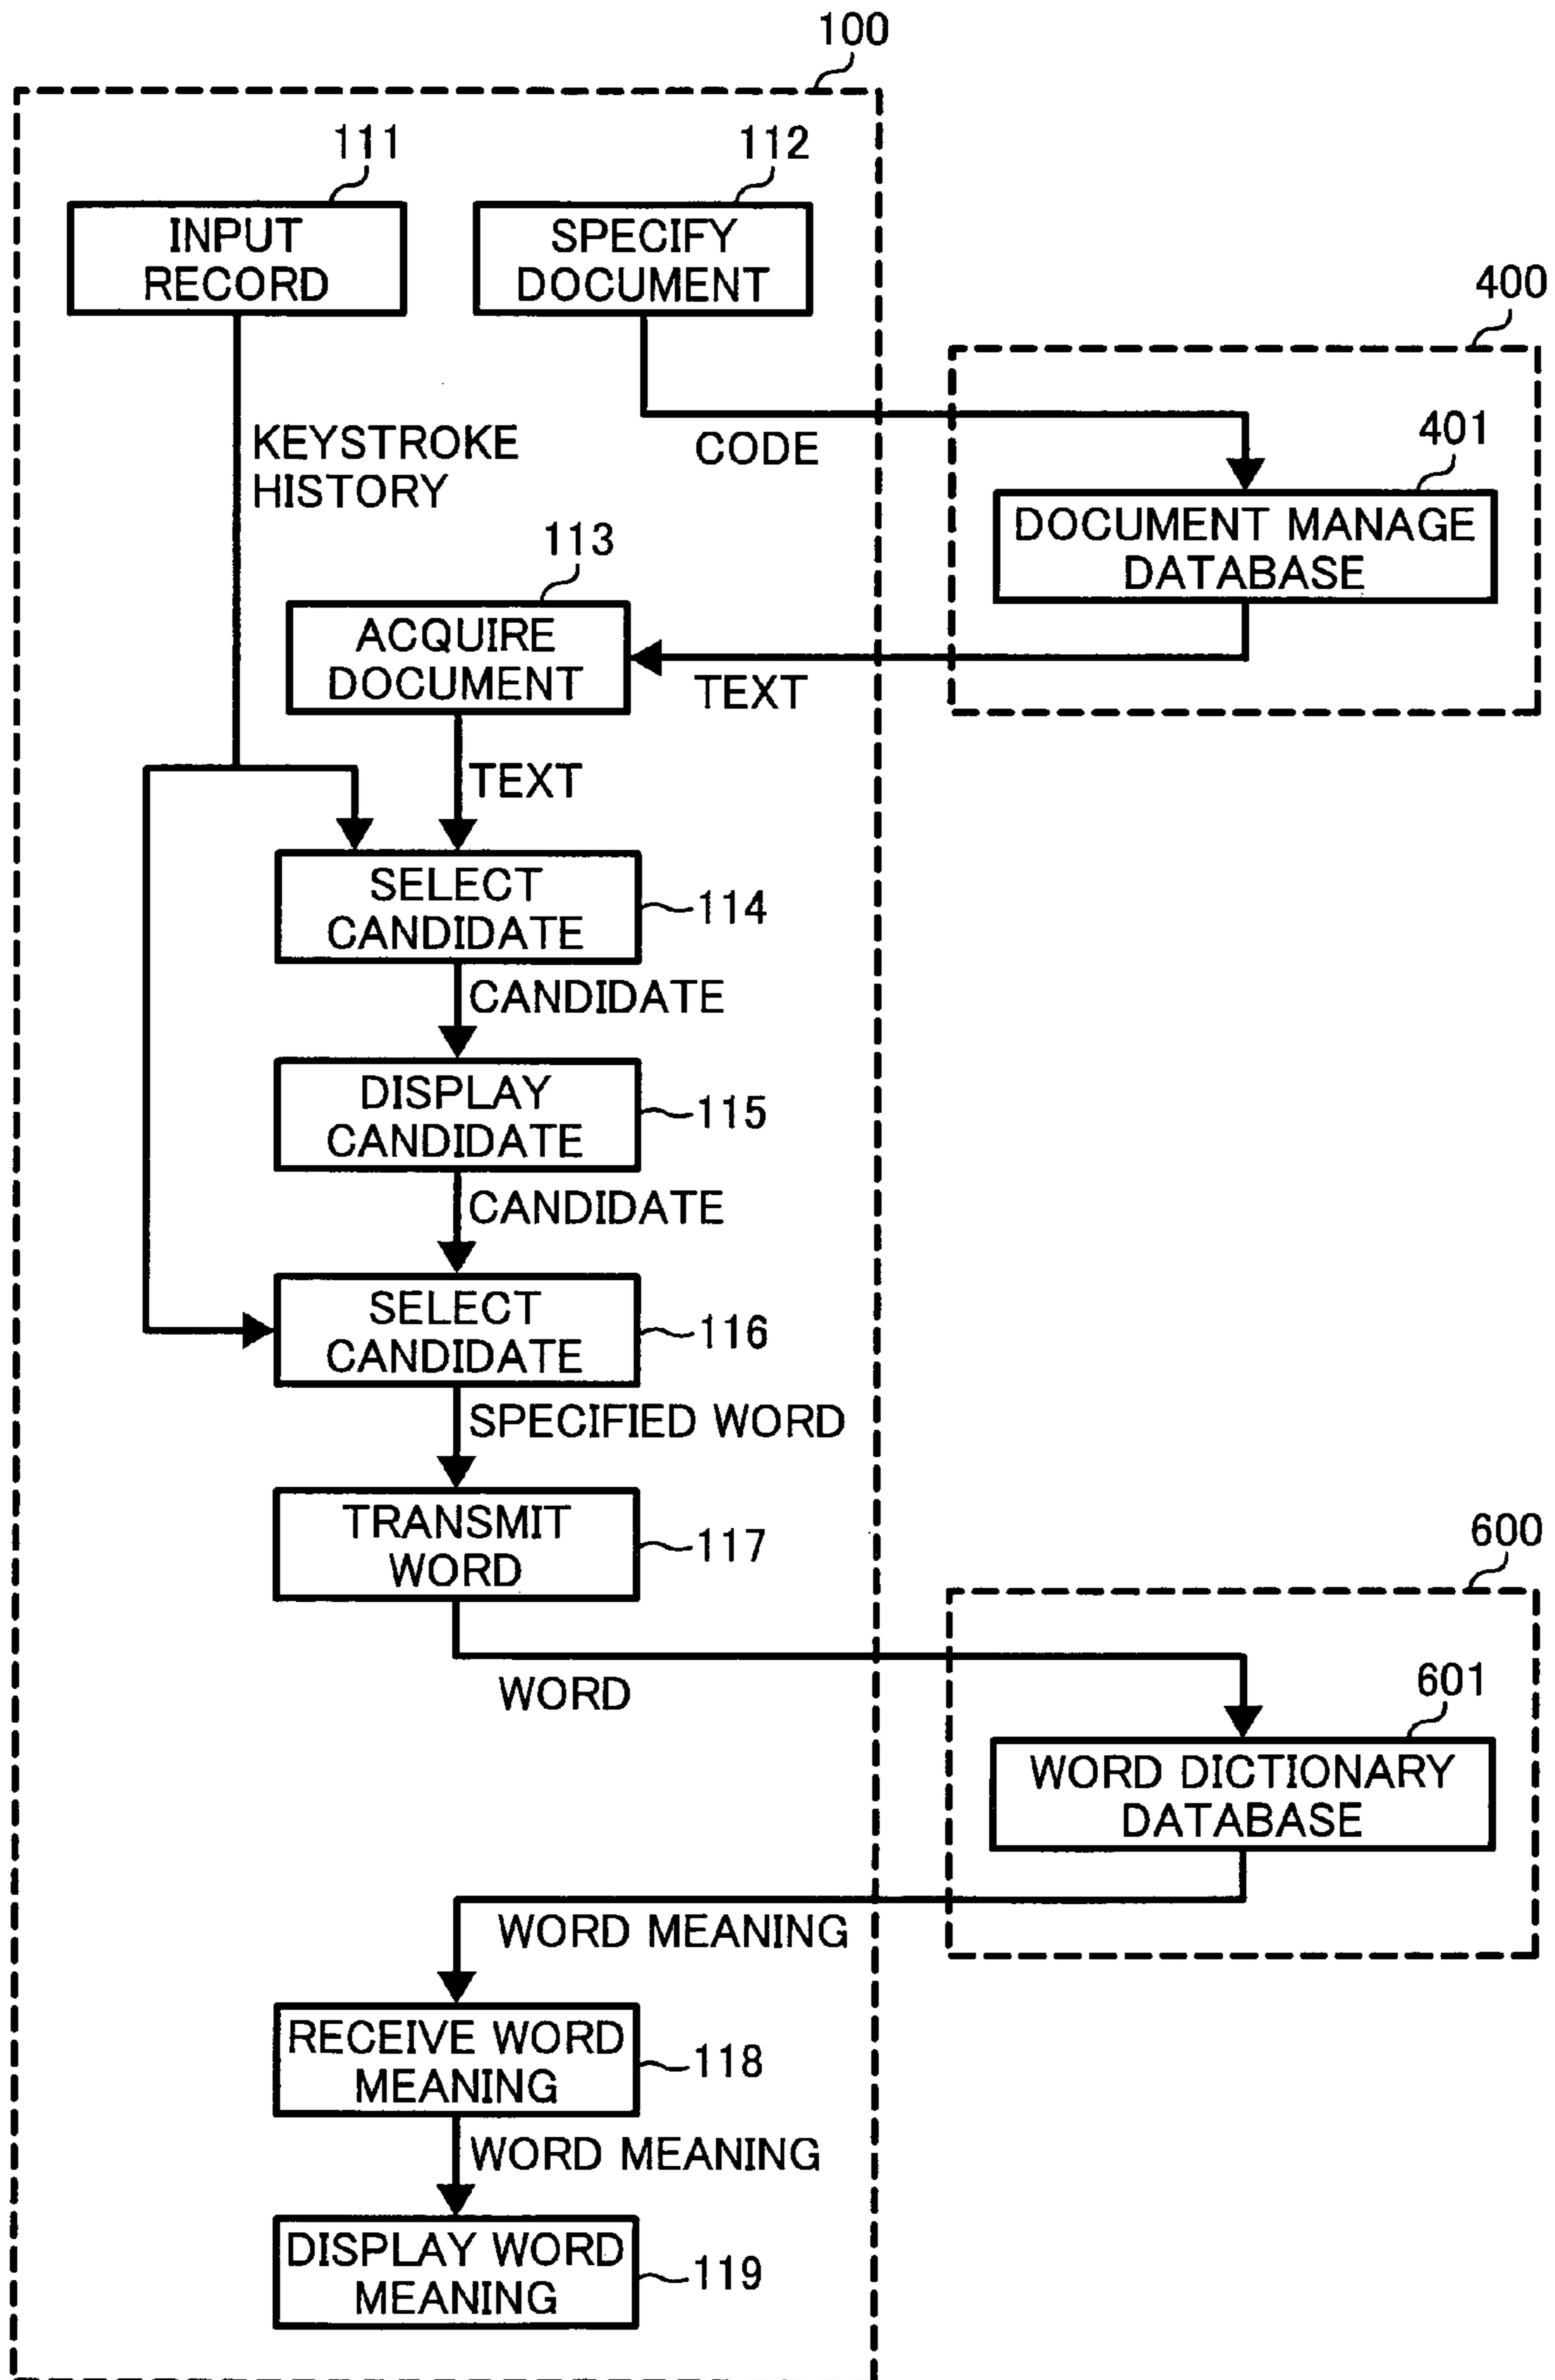 100
111
112
INPUT
RECORD
SPECIFY
DOCUMENT
400
KEYSTROKE
HISTORY
CODE
401
DOCUMENT MANAGE
DATABASE
113
ACQUIRE
DOCUMENT
TEXT
TEXT
SELECT
CANDIDATE
114
CANDIDATE
DISPLAY
CANDIDATE
115
CANDIDATE
SELECT
CANDIDATE
116
SPECIFIED WORD
TRANSMIT
WORD
117
600
WORD
601
WORD DICTIONARY
DATABASE
WORD MEANING
RECEIVE WORD
MEANING
118
WORD MEANING
DISPLAY WORD
MEANING
119